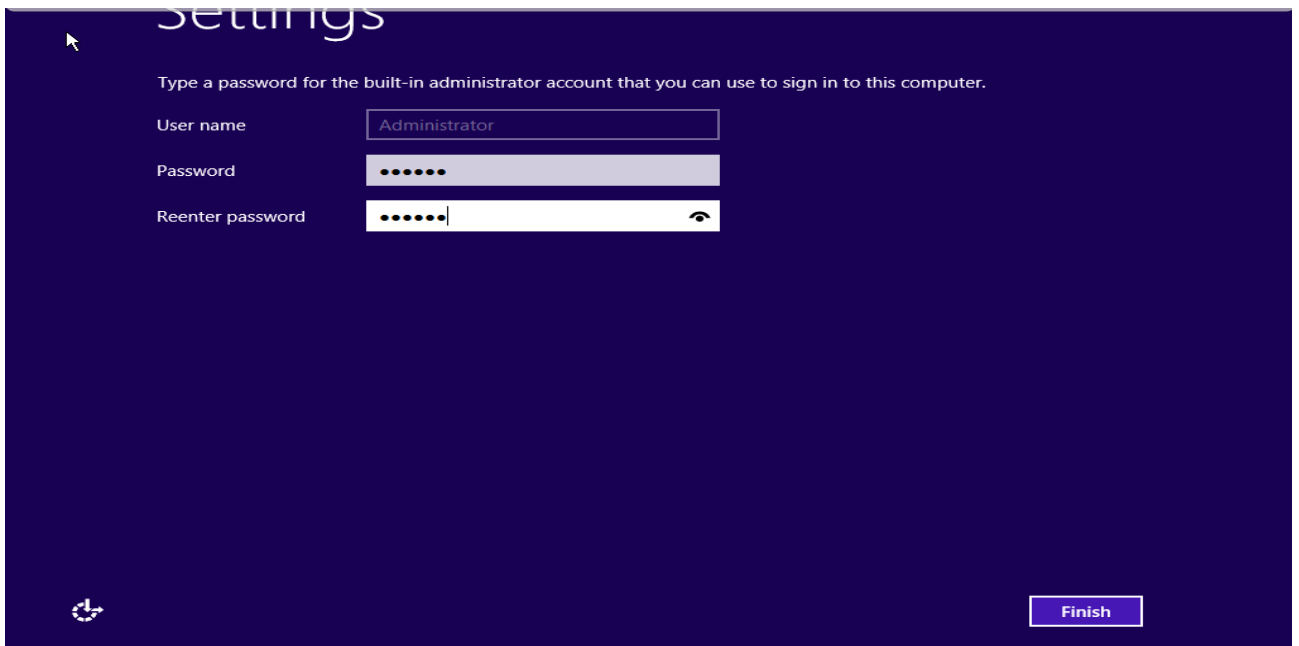 Settings
Type a password for the built-in administrator account that you can use to sign in to this computer.
User name Administrator
Password ●●●●●●
Reenter password ●●●●●●
Finish